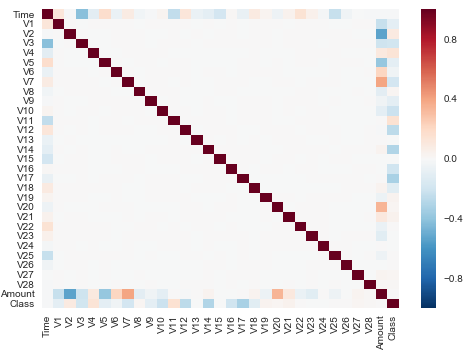 Time
V1
V2
V3
V4
V5
V6
V7
V8
V9
V10
V11
V12
V13
V14
V15
V16
V17
V18
V19
V20
V21
V22
V23
V24
V25
V26
V27
V28
Amount
Class
Time V1 V2 V3 V4 V5 V6 V7 V8 V9 V10 V11 V12 V13 V14 V15 V16 V17 V18 V19 V20 V21 V22 V23 V24 V25 V26 V27 V28 Amount Class
0.8
0.4
0.0
-0.4
-0.8